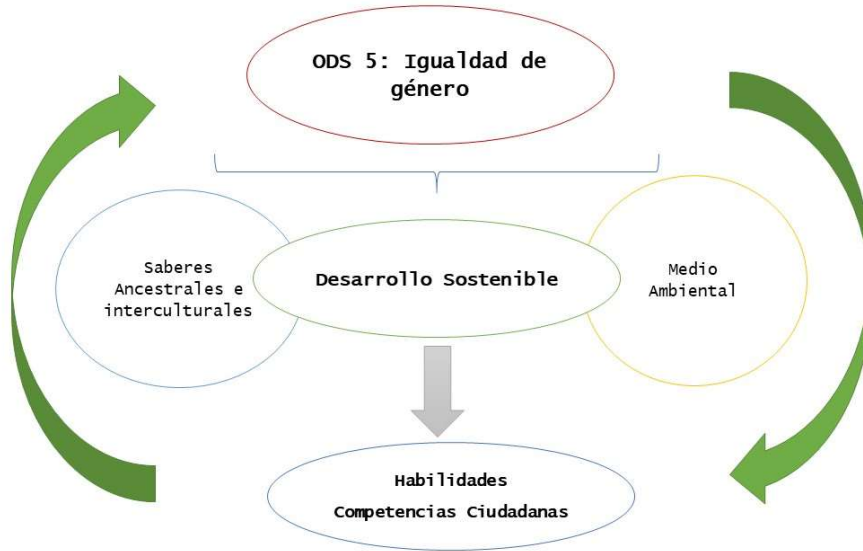 ODS 5: Igualdad de
género
Saberes
Ancestrales e
interculturales
Desarrollo Sostenible
Medio
Ambiental
Habilidades
Competencias Ciudadanas